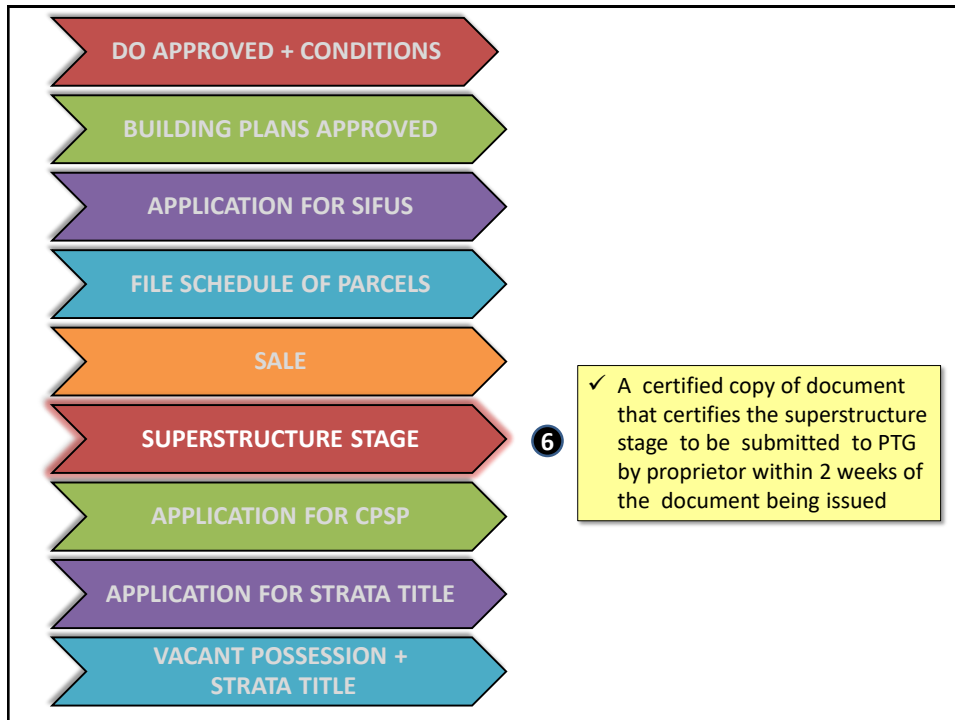 DO APPROVED + CONDITIONS
BUILDING PLANS APPROVED
APPLICATION FOR SIFUS
FILE SCHEDULE OF PARCELS
SALE
SUPERSTRUCTURE STAGE
6
✓ A certified copy of document
that certifies the superstructure
stage to be submitted to PTG
by proprietor within 2 weeks of
the document being issued
APPLICATION FOR CPSP
APPLICATION FOR STRATA TITLE
VACANT POSSESSION +
STRATA TITLE